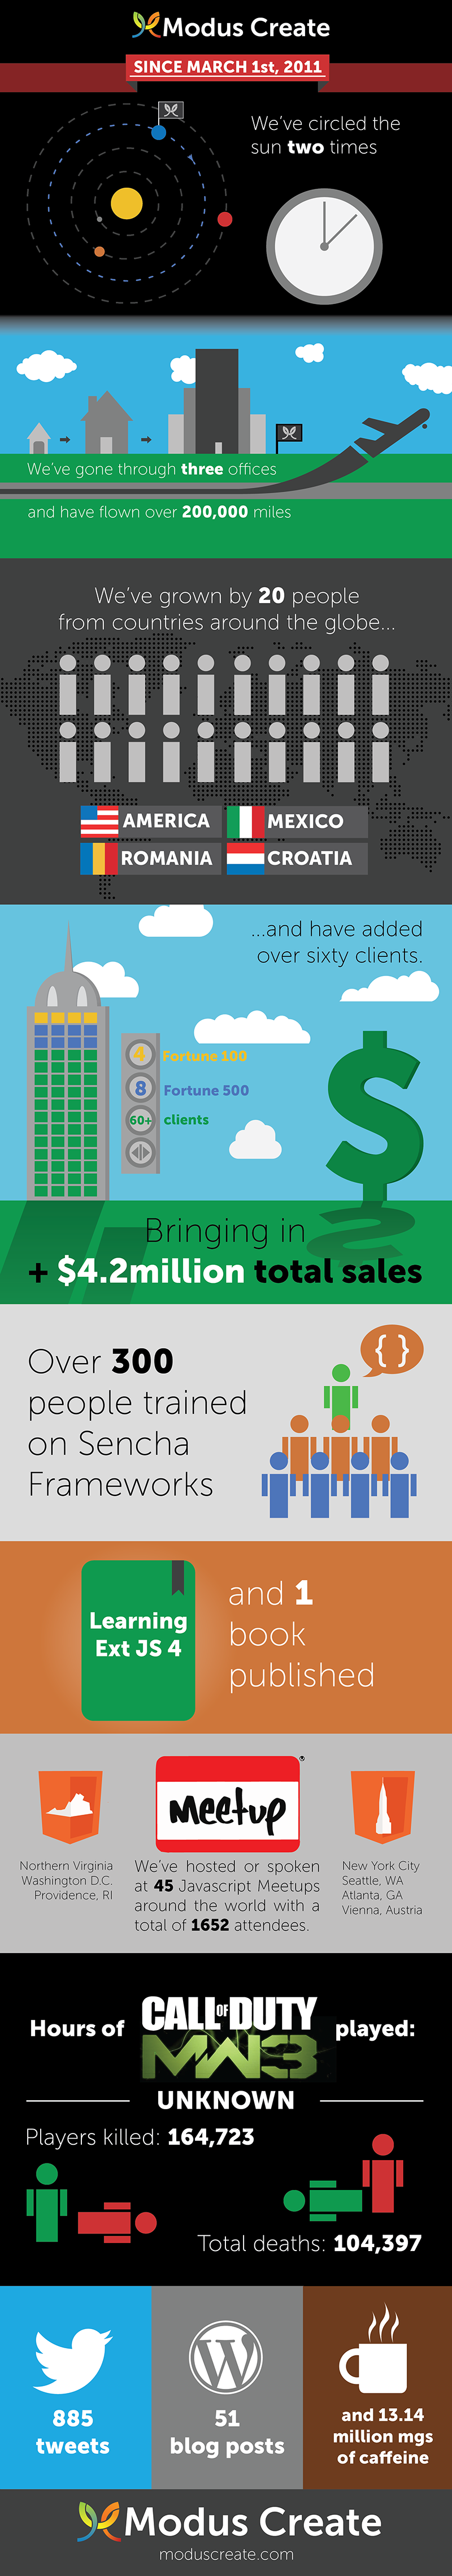 Modus Create
SINCE MARCH 1st, 2011
We've circled the
sun two times
We've gone through three offices
and have flown over 200,000 miles
We've grown by 20 people
from countries around the globe...
AMERICA
MEXICO
ROMANIA
CROATIA
...and have added
over sixty clients.
4 Fortune 100
8 Fortune 500
60+ clients
Bringing in
+ $4.2million total sales
Over 300
people trained
on Sencha
Frameworks
{ }
Learning
Ext JS 4
and 1
book
published
Meetup
Northern Virginia
Washington D.C.
Providence, RI
We've hosted or spoken
at 45 Javascript Meetups
around the world with a
total of 1652 attendees.
New York City
Seattle, WA
Atlanta, GA
Vienna, Austria
Hours of CALL OF DUTY MW3 played:
UNKNOWN
Players killed: 164,723
Total deaths: 104,397
885
tweets
51
blog posts
and 13.14
million mgs
of caffeine
Modus Create
moduscreate.com